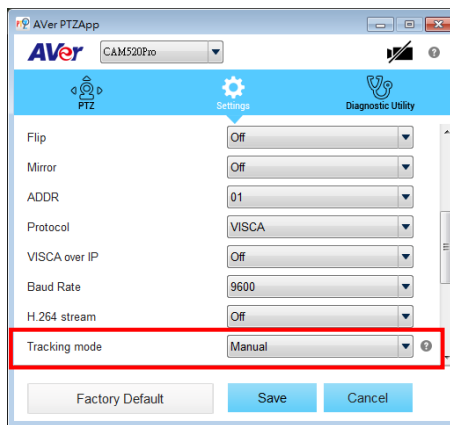 AVer PTZApp
AVer CAM520Pro
PTZ Settings Diagnostic Utility
Flip Off
Mirror Off
ADDR 01
Protocol VISCA
VISCA over IP Off
Baud Rate 9600
H.264 stream Off
Tracking mode Manual
Factory Default Save Cancel